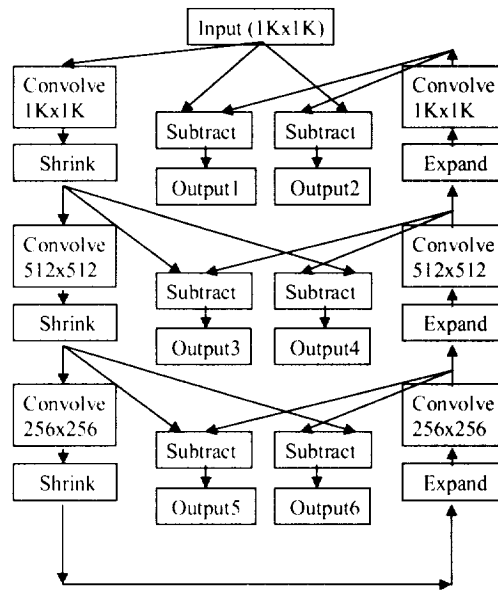 Input (1Kx1K)
Convolve
1Kx1K
Subtract
Subtract
Convolve
1Kx1K
Shrink
Output1
Output2
Expand
Convolve
512x512
Subtract
Subtract
Convolve
512x512
Shrink
Output3
Output4
Expand
Convolve
256x256
Subtract
Subtract
Convolve
256x256
Shrink
Output5
Output6
Expand